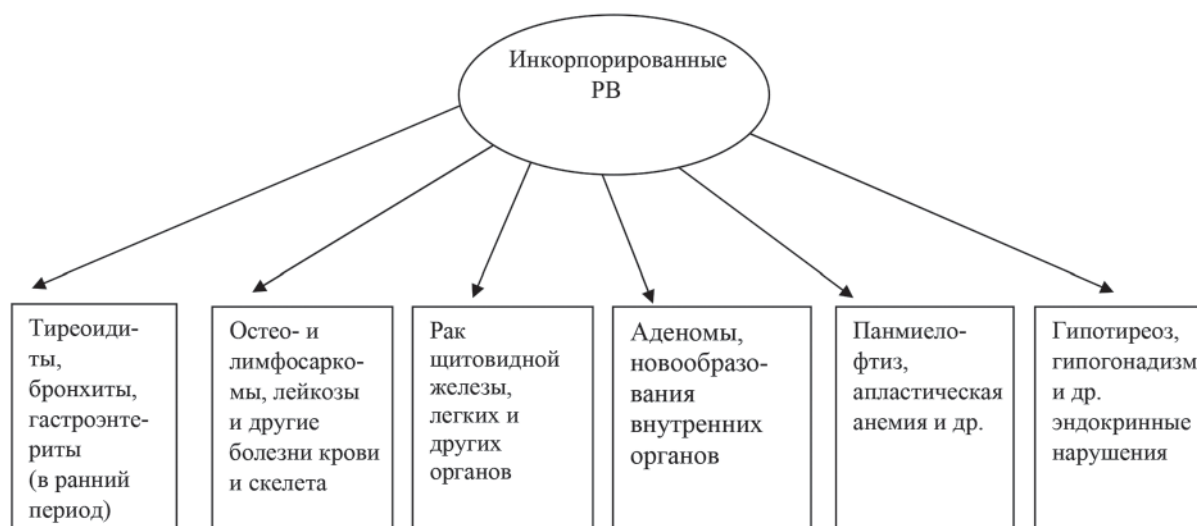 Инкорпорированные
РВ
Тиреоиди-
ты,
бронхиты,
гастроэнте-
риты
(в ранний
период)
Остео- и
лимфосарко-
мы, лейкозы
и другие
болезни крови
и скелета
Рак
щитовидной
железы,
легких и
других
органов
Аденомы,
новообразо-
вания
внутренних
органов
Панмиело-
фтиз,
апластическая
анемия и др.
Гипотиреоз,
гипогонадизм
и др.
эндокринные
нарушения